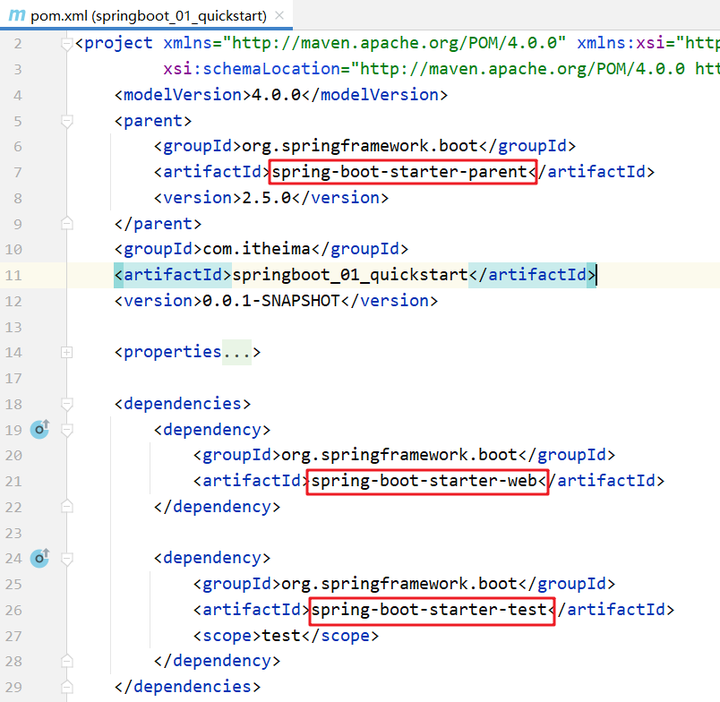 pom.xml (springboot_01_quickstart)
2 <project xmlns="http://maven.apache.org/POM/4.0.0" xmlns:xsi="http
3 xsi:schemaLocation="http://maven.apache.org/POM/4.0.0 htt
4 <modelVersion>4.0.0</modelVersion>
5 <parent>
6 <groupId>org.springframework.boot</groupId>
7 <artifactId>spring-boot-starter-parent</artifactId>
8 <version>2.5.0</version>
9 </parent>
10 <groupId>com.itheima</groupId>
11 <artifactId>springboot_01_quickstart</artifactId>
12 <version>0.0.1-SNAPSHOT</version>
13
14 <properties...>
17
18 <dependencies>
19 <dependency>
20 <groupId>org.springframework.boot</groupId>
21 <artifactId>spring-boot-starter-web</artifactId>
22 </dependency>
23
24 <dependency>
25 <groupId>org.springframework.boot</groupId>
26 <artifactId>spring-boot-starter-test</artifactId>
27 <scope>test</scope>
28 </dependency>
29 </dependencies>